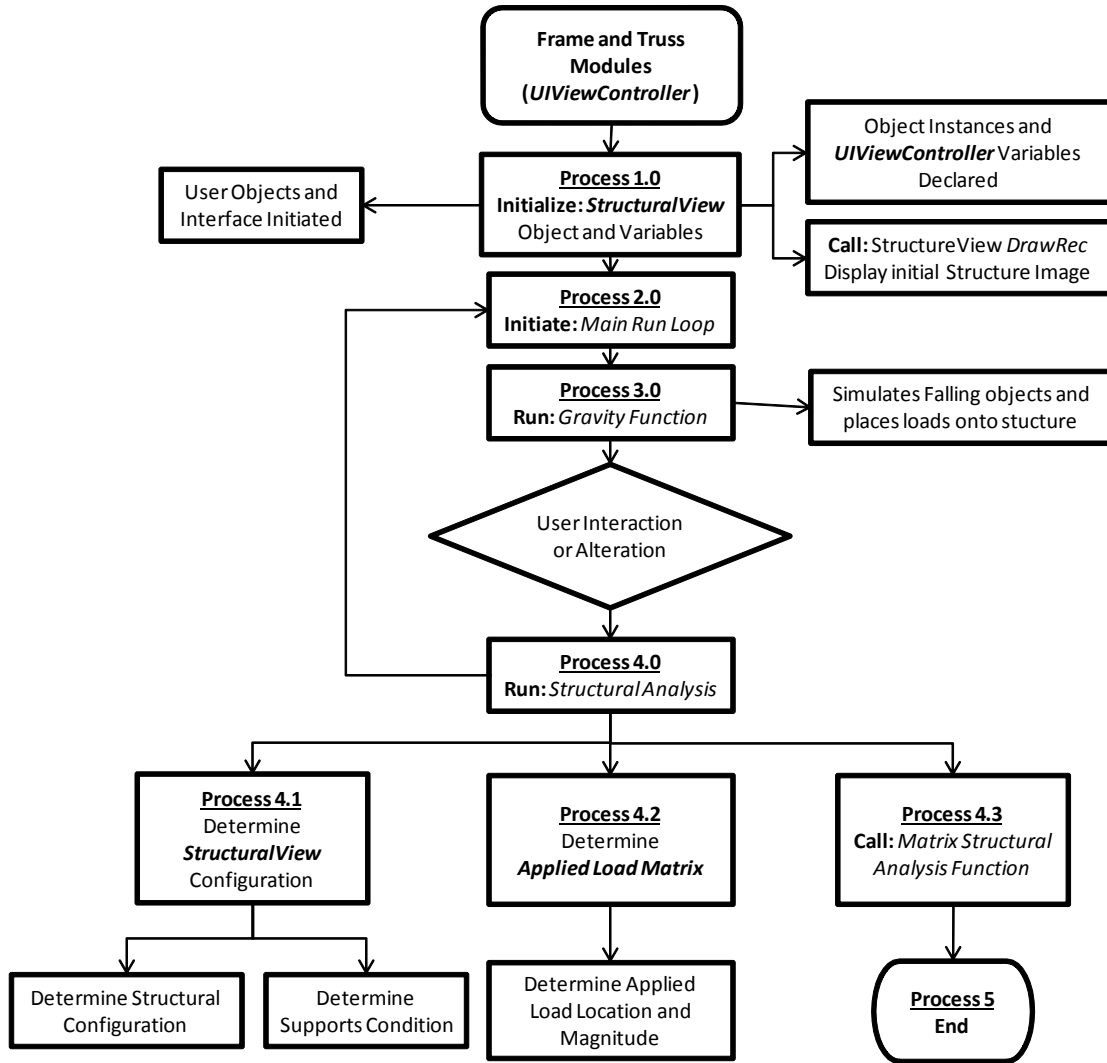 Frame and Truss
Modules
(UIViewController)
Object Instances and
UIViewController Variables
Declared
Process 1.0
Initialize: StructuralView
Object and Variables
User Objects and
Interface Initiated
Call: StructureView DrawRec
Display initial Structure Image
Process 2.0
Initiate: Main Run Loop
Process 3.0
Run: Gravity Function
Simulates Falling objects and
places loads onto stucture
User Interaction
or Alteration
Process 4.0
Run: Structural Analysis
Process 4.1
Determine
StructuralView
Configuration
Process 4.2
Determine
Applied Load Matrix
Process 4.3
Call: Matrix Structural
Analysis Function
Determine Structural
Configuration
Determine
Supports Condition
Determine Applied
Load Location and
Magnitude
Process 5
End